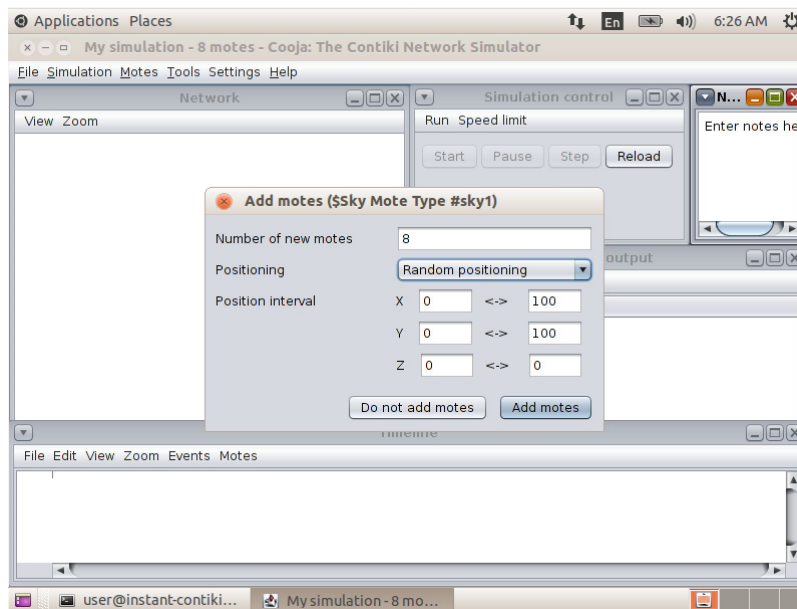 Applications Places En 6:26 AM
My simulation - 8 motes - Cooja: The Contiki Network Simulator
File Simulation Motes Tools Settings Help
Network
View Zoom
Simulation control
Run Speed limit
Start Pause Step Reload
N...
Enter notes he
Add motes ($Sky Mote Type #sky1)
Number of new motes 8
Positioning Random positioning
Position interval X 0 <-> 100
Y 0 <-> 100
Z 0 <-> 0
Do not add motes Add motes
output
Timeline
File Edit View Zoom Events Motes
user@instant-contiki... My simulation - 8 mo...